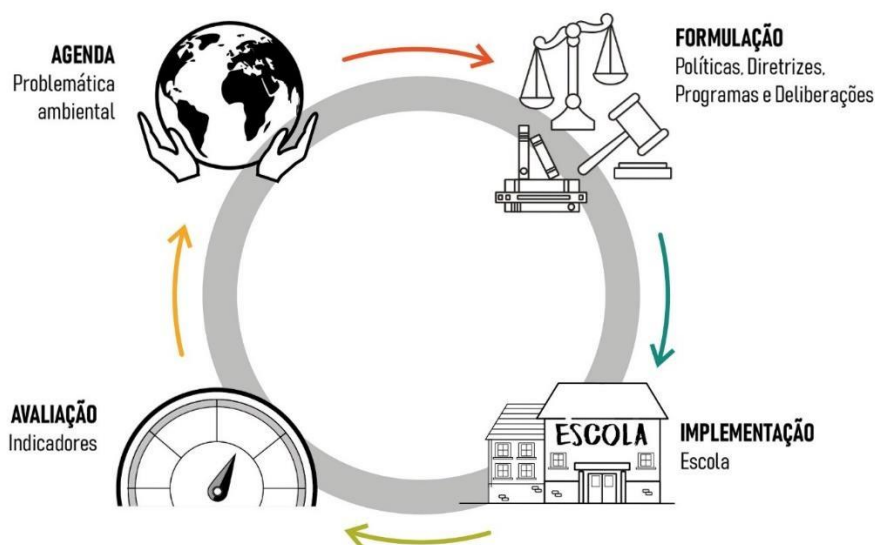 AGENDA
Problemática
ambiental
FORMULAÇÃO
Políticas, Diretrizes,
Programas e Deliberações
ESCOLA
IMPLEMENTAÇÃO
Escola
AVALIAÇÃO
Indicadores